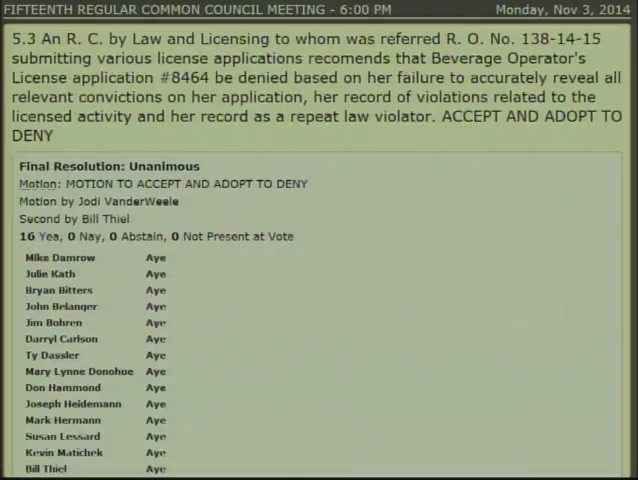 FIFTEENTH REGULAR COMMON COUNCIL MEETING - 6:00 PM Monday, Nov 3, 2014
5.3 An R. C. by Law and Licensing to whom was referred R. O. No. 138-14-15
submitting various license applications recomends that Beverage Operator's
License application #8464 be denied based on her failure to accurately reveal all
relevant convictions on her application, her record of violations related to the
licensed activity and her record as a repeat law violator. ACCEPT AND ADOPT TO
DENY
Final Resolution: Unanimous
Motion: MOTION TO ACCEPT AND ADOPT TO DENY
Motion by Jodi VanderWeele
Second by Bill Thiel
16 Yea, 0 Nay, 0 Abstain, 0 Not Present at Vote
Mike Damrow Aye
Julie Kath Aye
Bryan Bitters Aye
John Belanger Aye
Jim Bohren Aye
Darryl Carlson Aye
Ty Dassler Aye
Mary Lynne Donohue Aye
Don Hammond Aye
Joseph Heidemann Aye
Mark Hermann Aye
Susan Lessard Aye
Kevin Matichek Aye
Bill Thiel Aye